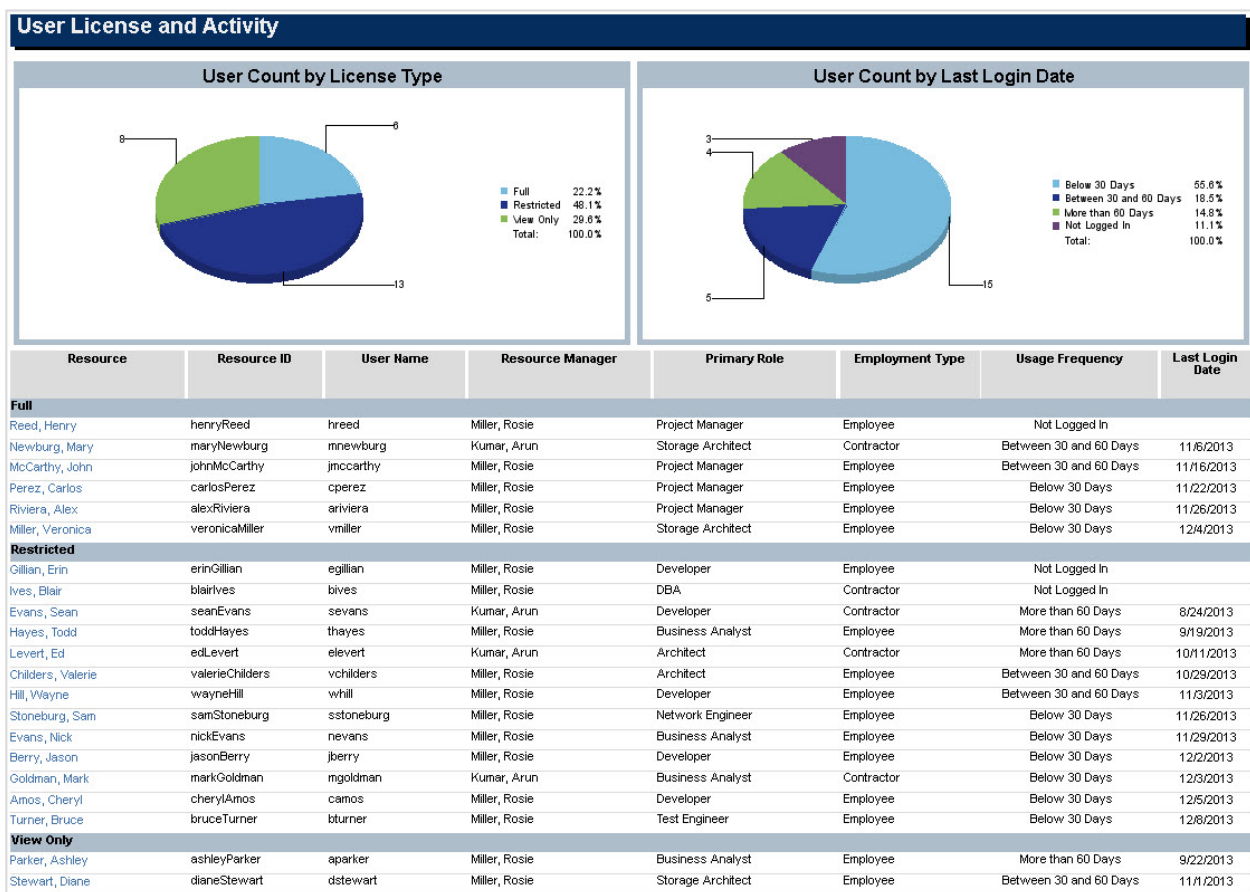 User License and Activity
User Count by License Type
8
6
13
Full 22.2%
Restricted 48.1%
View Only 29.6%
Total: 100.0%
User Count by Last Login Date
3
4
5
15
Below 30 Days 55.6%
Between 30 and 60 Days 18.5%
More than 60 Days 14.8%
Not Logged In 11.1%
Total: 100.0%
Resource Resource ID User Name Resource Manager Primary Role Employment Type Usage Frequency Last Login
Date
Full
Reed, Henry henryReed hreed Miller, Rosie Project Manager Employee Not Logged In
Newburg, Mary maryNewburg mnewburg Kumar, Arun Storage Architect Contractor Between 30 and 60 Days 11/6/2013
McCarthy, John johnMcCarthy jmccarthy Miller, Rosie Project Manager Employee Between 30 and 60 Days 11/16/2013
Perez, Carlos carlosPerez cperez Miller, Rosie Project Manager Employee Below 30 Days 11/22/2013
Riviera, Alex alexRiviera ariviera Miller, Rosie Project Manager Employee Below 30 Days 11/26/2013
Miller, Veronica veronicaMiller vmiller Miller, Rosie Storage Architect Employee Below 30 Days 12/4/2013
Restricted
Gillian, Erin erinGillian egillian Miller, Rosie Developer Employee Not Logged In
Ives, Blair blairIves bives Miller, Rosie DBA Contractor Not Logged In
Evans, Sean seanEvans sevans Kumar, Arun Developer Contractor More than 60 Days 8/24/2013
Hayes, Todd toddHayes thayes Miller, Rosie Business Analyst Employee More than 60 Days 9/19/2013
Levert, Ed edLevert elevert Kumar, Arun Architect Contractor More than 60 Days 10/11/2013
Childers, Valerie valerieChilders vchilders Miller, Rosie Architect Employee Between 30 and 60 Days 10/29/2013
Hill, Wayne wayneHill whill Miller, Rosie Developer Employee Between 30 and 60 Days 11/3/2013
Stoneburg, Sam samStoneburg sstoneburg Miller, Rosie Network Engineer Employee Below 30 Days 11/26/2013
Evans, Nick nickEvans nevans Miller, Rosie Business Analyst Employee Below 30 Days 11/29/2013
Berry, Jason jasonBerry jberry Miller, Rosie Developer Employee Below 30 Days 12/2/2013
Goldman, Mark markGoldman mgoldman Kumar, Arun Business Analyst Contractor Below 30 Days 12/3/2013
Amos, Cheryl cherylAmos camos Miller, Rosie Developer Employee Below 30 Days 12/5/2013
Turner, Bruce bruceTurner bturner Miller, Rosie Test Engineer Employee Below 30 Days 12/8/2013
View Only
Parker, Ashley ashleyParker aparker Miller, Rosie Business Analyst Employee More than 60 Days 9/22/2013
Stewart, Diane dianeStewart dstewart Miller, Rosie Storage Architect Employee Between 30 and 60 Days 11/1/2013